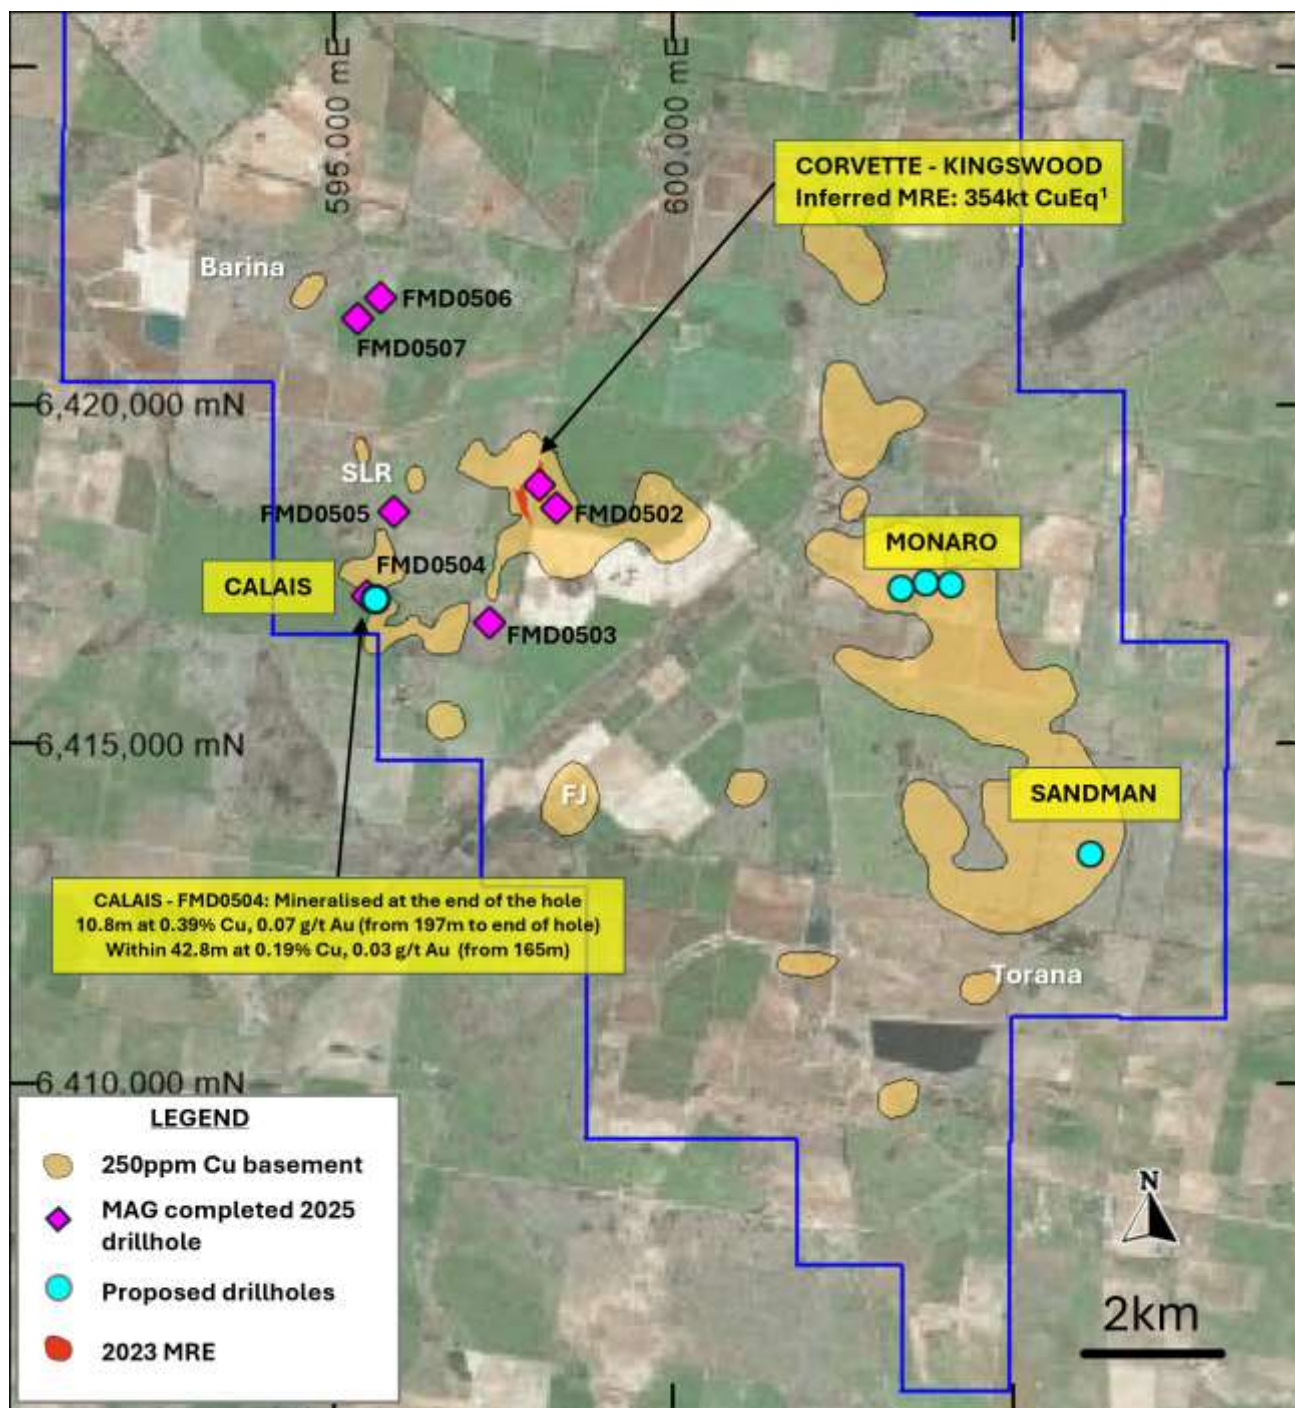 595,000 mE
600,000 mE
CORVETTE - KINGSWOOD
Inferred MRE: 354kt CuEq¹
Barina
FMD0506
FMD0507
6,420,000 mN
SLR
FMD0505
FMD0502
FMD0504
MONARO
CALAIS
FMD0503
6,415,000 mN
FJ
SANDMAN
CALAIS - FMD0504: Mineralised at the end of the hole
10.8m at 0.39% Cu, 0.07 g/t Au (from 197m to end of hole)
Within 42.8m at 0.19% Cu, 0.03 g/t Au (from 165m)
Torana
6,410,000 mN
LEGEND
250ppm Cu basement
MAG completed 2025
drillhole
Proposed drillholes
2023 MRE
N
2km